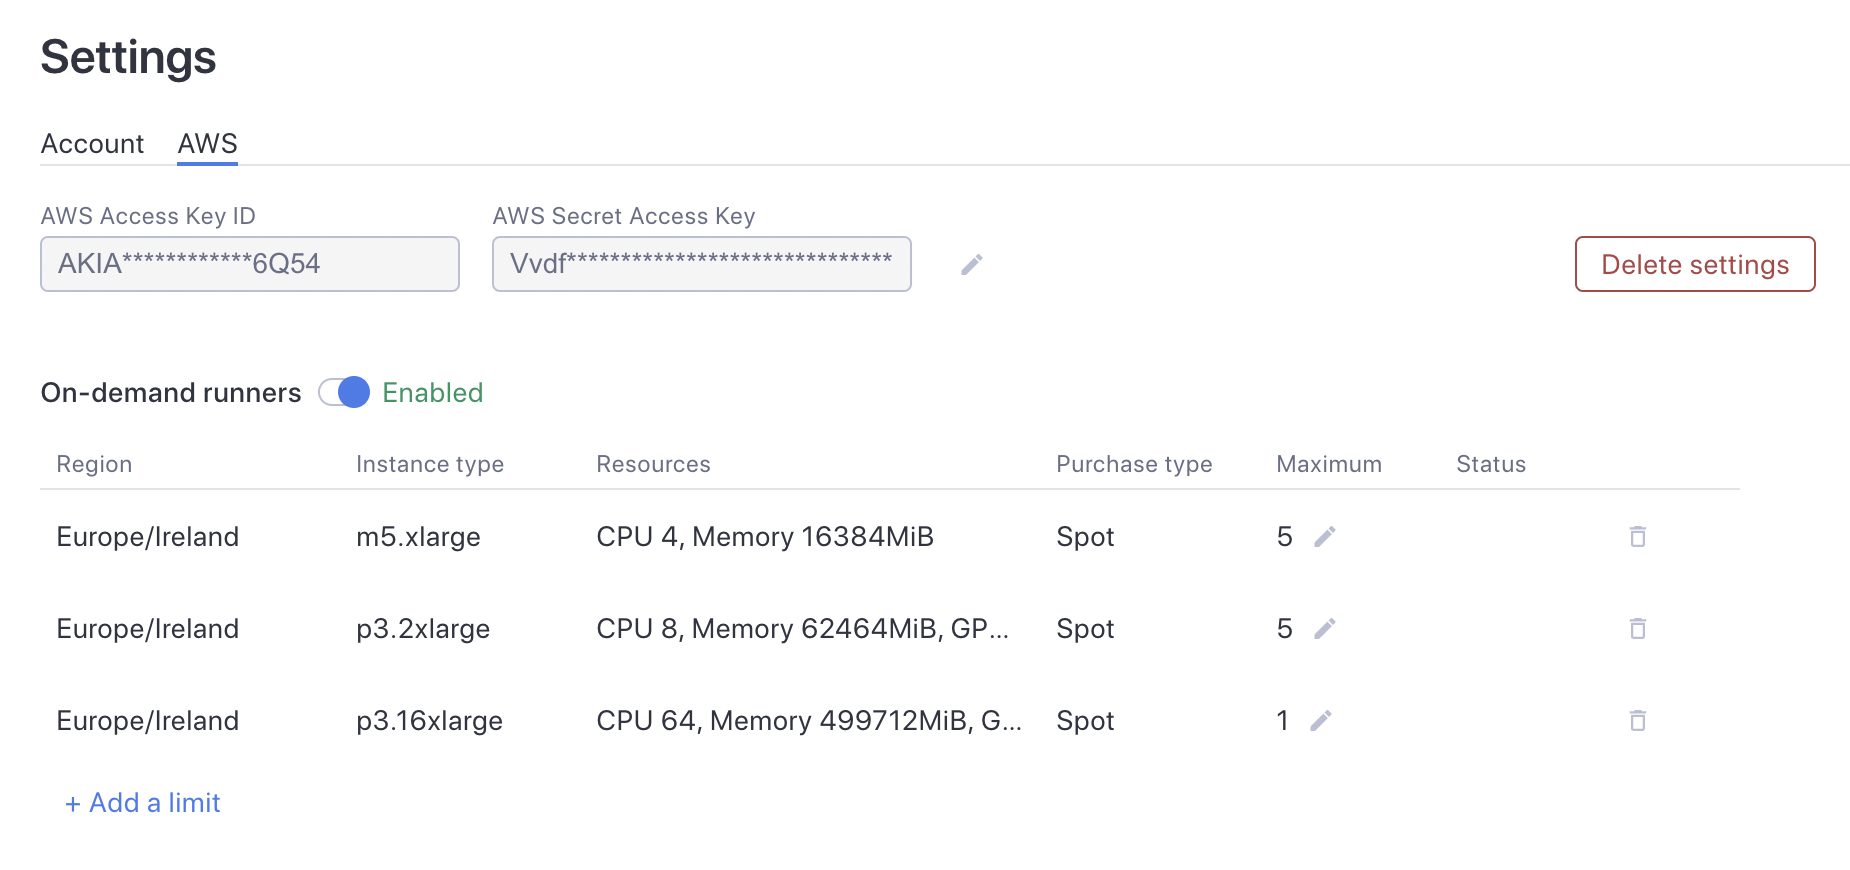 Settings
Account AWS
AWS Access Key ID AWS Secret Access Key
AKIA************6Q54 Vvdf****************************** Delete settings
On-demand runners Enabled
Region Instance type Resources Purchase type Maximum Status
Europe/Ireland m5.xlarge CPU 4, Memory 16384MiB Spot 5
Europe/Ireland p3.2xlarge CPU 8, Memory 62464MiB, GP... Spot 5
Europe/Ireland p3.16xlarge CPU 64, Memory 499712MiB, G... Spot 1
+ Add a limit